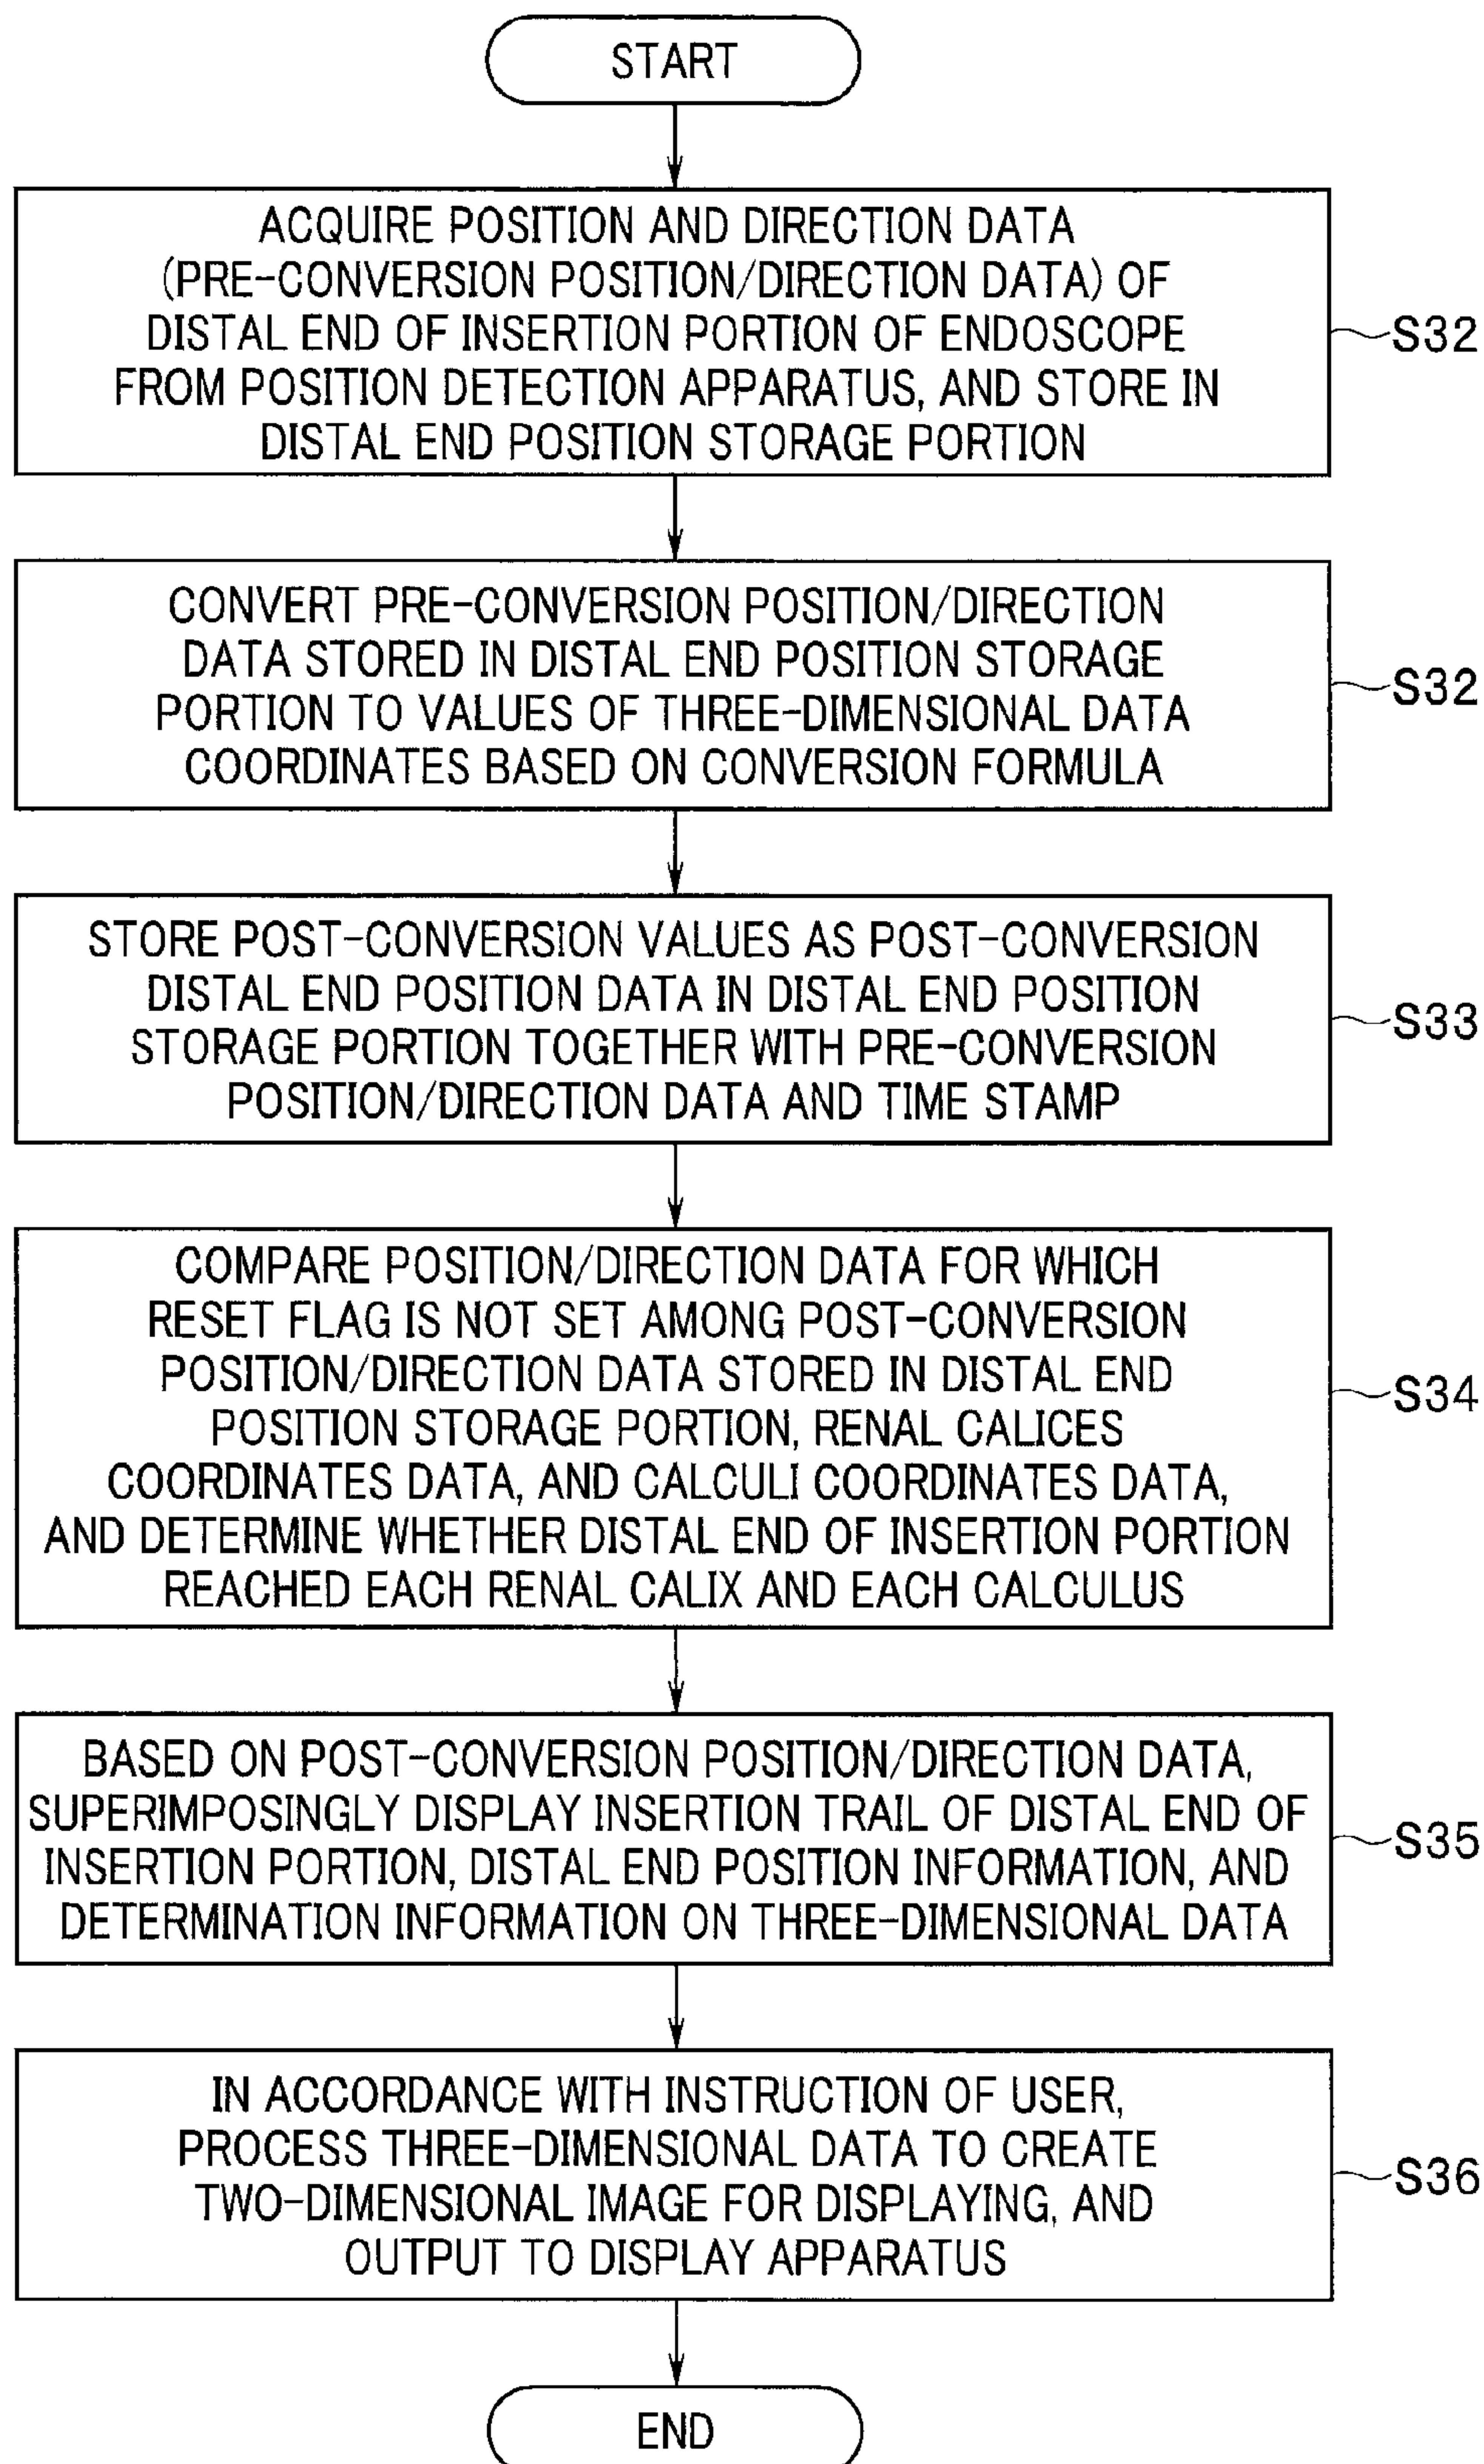 START
ACQUIRE POSITION AND DIRECTION DATA
(PRE-CONVERSION POSITION/DIRECTION DATA) OF
DISTAL END OF INSERTION PORTION OF ENDOSCOPE
FROM POSITION DETECTION APPARATUS, AND STORE IN
DISTAL END POSITION STORAGE PORTION
S32
CONVERT PRE-CONVERSION POSITION/DIRECTION
DATA STORED IN DISTAL END POSITION STORAGE
PORTION TO VALUES OF THREE-DIMENSIONAL DATA
COORDINATES BASED ON CONVERSION FORMULA
S32
STORE POST-CONVERSION VALUES AS POST-CONVERSION
DISTAL END POSITION DATA IN DISTAL END POSITION
STORAGE PORTION TOGETHER WITH PRE-CONVERSION
POSITION/DIRECTION DATA AND TIME STAMP
S33
COMPARE POSITION/DIRECTION DATA FOR WHICH
RESET FLAG IS NOT SET AMONG POST-CONVERSION
POSITION/DIRECTION DATA STORED IN DISTAL END
POSITION STORAGE PORTION, RENAL CALICES
COORDINATES DATA, AND CALCULI COORDINATES DATA,
AND DETERMINE WHETHER DISTAL END OF INSERTION PORTION
REACHED EACH RENAL CALIX AND EACH CALCULUS
S34
BASED ON POST-CONVERSION POSITION/DIRECTION DATA,
SUPERIMPOSINGLY DISPLAY INSERTION TRAIL OF DISTAL END OF
INSERTION PORTION, DISTAL END POSITION INFORMATION, AND
DETERMINATION INFORMATION ON THREE-DIMENSIONAL DATA
S35
IN ACCORDANCE WITH INSTRUCTION OF USER,
PROCESS THREE-DIMENSIONAL DATA TO CREATE
TWO-DIMENSIONAL IMAGE FOR DISPLAYING, AND
OUTPUT TO DISPLAY APPARATUS
S36
END